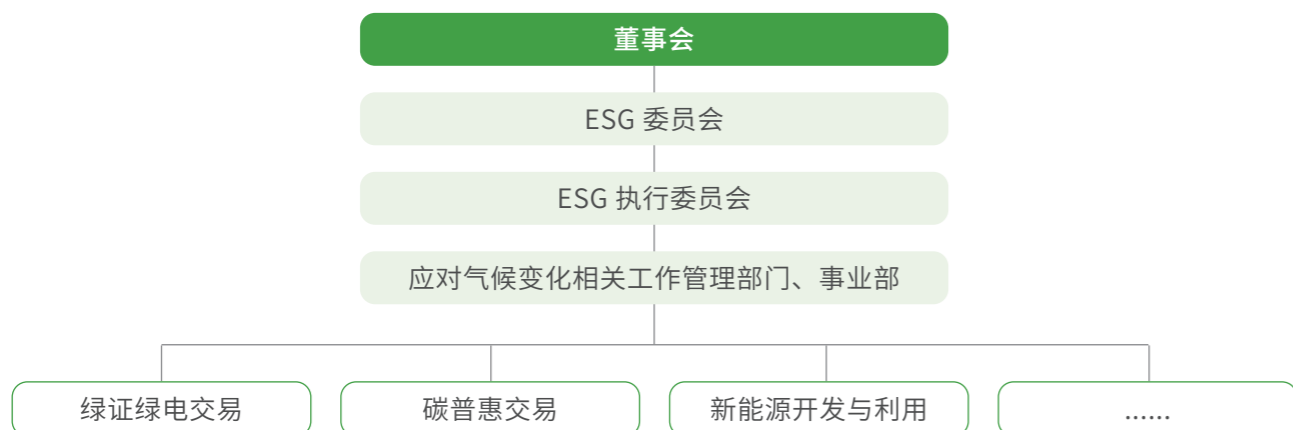 董事会
ESG 委员会
ESG 执行委员会
应对气候变化相关工作管理部门、事业部
绿证绿电交易
碳普惠交易
新能源开发与利用
......